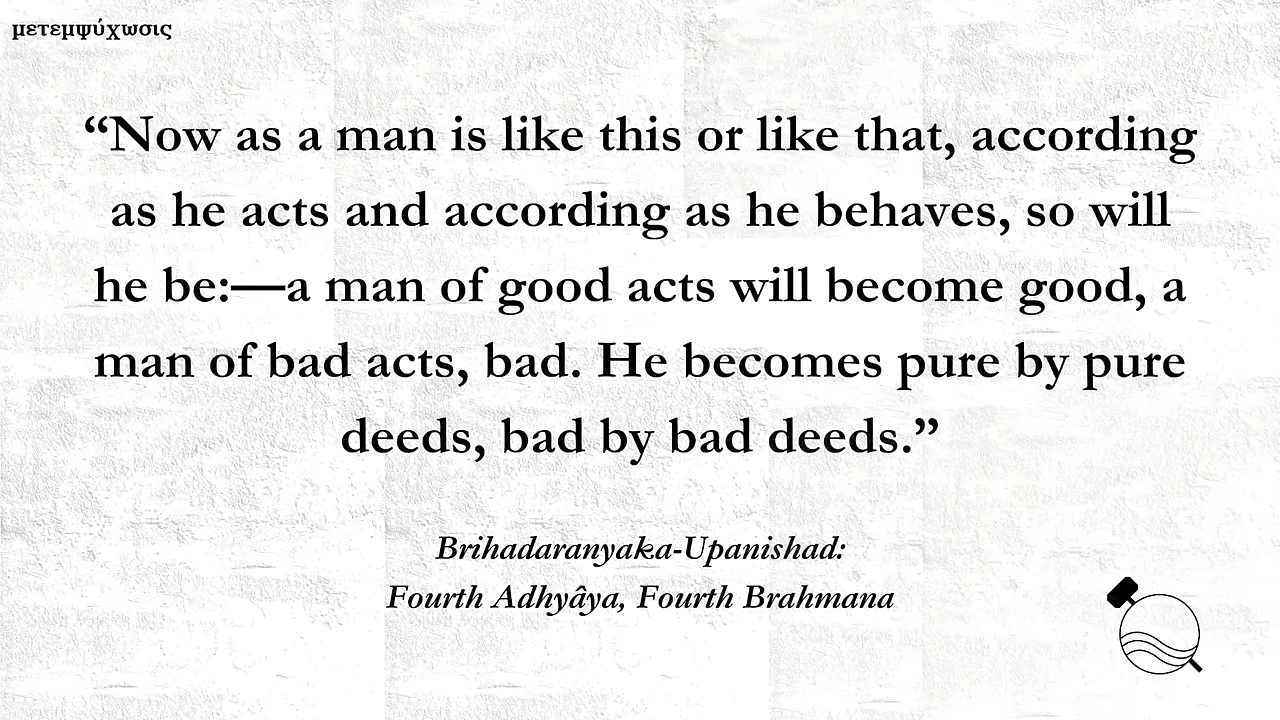 μετεμψύχωσις
“Now as a man is like this or like that, according
as he acts and according as he behaves, so will
he be:—a man of good acts will become good, a
man of bad acts, bad. He becomes pure by pure
deeds, bad by bad deeds.”
Brihadaranyaka-Upanishad:
Fourth Adhyâya, Fourth Brahmana